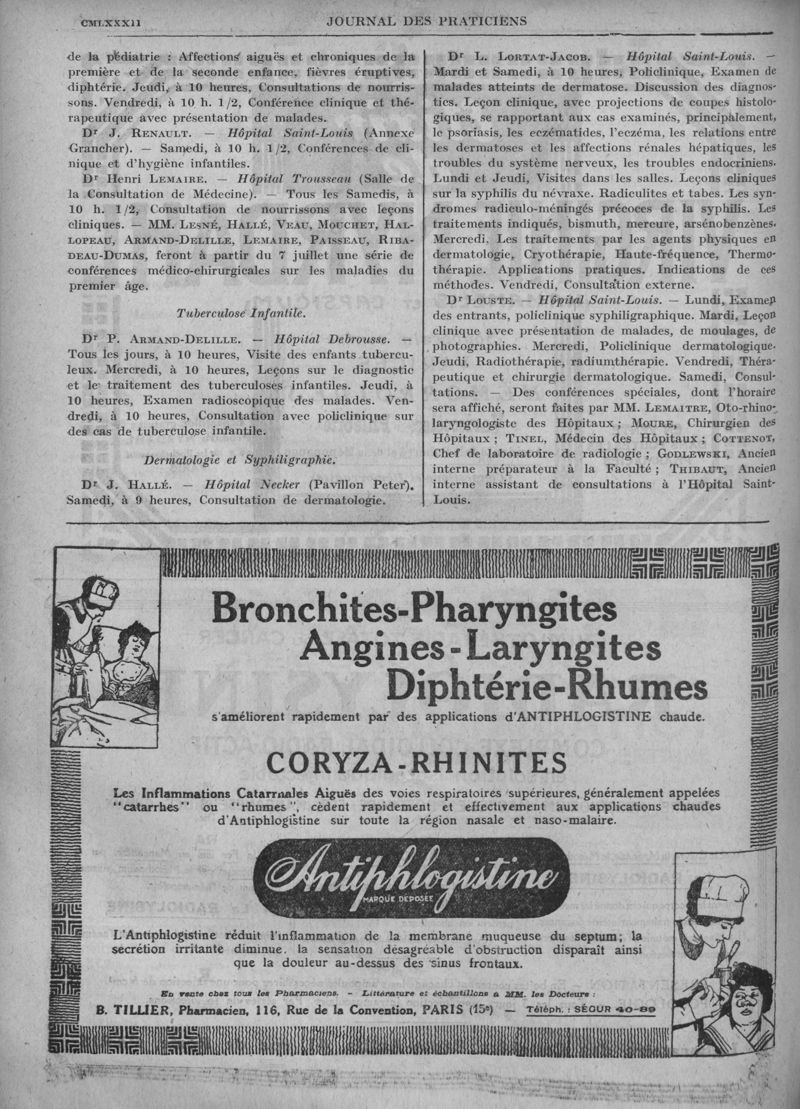 CMLXXXII
JOURNAL DES PRATICIENS
de la pédiatrie : Affections aiguës et chroniques de la
première et de la seconde enfance, fièvres éruptives,
diphtérie. Jeudi, à 10 heures, Consultations de nourris-
sons. Vendredi, à 10 h. 1/2, Conférence clinique et thé-
rapeutique avec présentation de malades.
Dr J. RENAULT. — Hôpital Saint-Louis (Annexe
Grancher). — Samedi, à 10 h. 1/2, Conférences de cli-
nique et d'hygiène infantiles.
Dr Henri LEMAIRE. — Hôpital Trousseau (Salle de
la Consultation de Médecine). — Tous les Samedis, à
10 h. 1/2, Consultation de nourrissons avec leçons
cliniques. — MM. LESNÉ, HALLÉ, VEAU, MOUCHET, HAL-
LOPEAU, ARMAND-DELILLE, LEMAIRE, PAISSEAU, RIBA-
DEAU-DUMAS, feront à partir du 7 juillet une série de
conférences médico-chirurgicales sur les maladies du
premier âge.
Tuberculose Infantile.
Dr P. ARMAND-DELILLE. — Hôpital Debrousse. —
Tous les jours, à 10 heures, Visite des enfants tubercu-
leux. Mercredi, à 10 heures, Leçons sur le diagnostic
et le traitement des tuberculoses infantiles. Jeudi, à
10 heures, Examen radioscopique des malades. Ven-
dredi, à 10 heures, Consultation avec policlinique sur
des cas de tuberculose infantile.
Dermatologie et Syphiligraphie.
Dr J. HALLÉ. — Hôpital Necker (Pavillon Peter).
Samedi, à 9 heures, Consultation de dermatologie.
Dr L. LORTAT-JACOB. — Hôpital Saint-Louis. —
Mardi et Samedi, à 10 heures, Policlinique, Examen de
malades atteints de dermatose. Discussion des diagnos-
tics. Leçon clinique, avec projections de coupes histolo-
giques, se rapportant aux cas examinés, principalement,
le psoriasis, les eczématides, l'eczéma, les relations entre
les dermatoses et les affections rénales hépatiques, les
troubles du système nerveux, les troubles endocriniens.
Lundi et Jeudi, Visites dans les salles. Leçons cliniques
sur la syphilis du névraxe. Radiculites et tabes. Les syn-
dromes radiculo-méningés précoces de la syphilis. Les
traitements indiqués, bismuth, mercure, arsénobenzènes.
Mercredi, Les traitements par les agents physiques en
dermatologie, Cryothérapie, Haute-fréquence, Thermo-
thérapie. Applications pratiques. Indications de ces
méthodes. Vendredi, Consultation externe.
Dr LOUSTE. — Hôpital Saint-Louis. — Lundi, Examen
des entrants, policlinique syphiligraphique. Mardi, Leçon
clinique avec présentation de malades, de moulages, de
photographies. Mercredi, Policlinique dermatologique.
Jeudi, Radiothérapie, radiumthérapie. Vendredi, Théra-
peutique et chirurgie dermatologique. Samedi, Consul-
tations. — Des conférences spéciales, dont l'horaire
sera affiché, seront faites par MM. LEMAITRE, Oto-rhino-
laryngologiste des Hôpitaux ; MOURE, Chirurgien des
Hôpitaux ; TINEL, Médecin des Hôpitaux ; COTTENOT,
Chef de laboratoire de radiologie ; GODLEWSKI, Ancien
interne préparateur à la Faculté ; THIBAUT, Ancien
interne assistant de consultations à l'Hôpital Saint-
Louis.
Bronchites-Pharyngites
Angines-Laryngites
Diphtérie-Rhumes
s'améliorent rapidement par des applications d'ANTIPHLOGISTINE chaude.
CORYZA-RHINITES
Les Inflammations Catarrhales Aiguës des voies respiratoires supérieures, généralement appelées
"catarrhes" ou "rhumes", cèdent rapidement et effectivement aux applications chaudes
d'Antiphlogistine sur toute la région nasale et naso-malaire.
Antiphlogistine
MARQUE DEPOSÉE
L'Antiphlogistine réduit l'inflammation de la membrane muqueuse du septum; la
secrétion irritante diminue. la sensation désagréable d'obstruction disparaît ainsi
que la douleur au-dessus des sinus frontaux.
En vente chez tous les Pharmaciens. - Littérature et échantillons a MM. les Docteurs :
B. TILLIER, Pharmacien, 116, Rue de la Convention, PARIS (15e) — Téléph. : SÉGUR 40-89